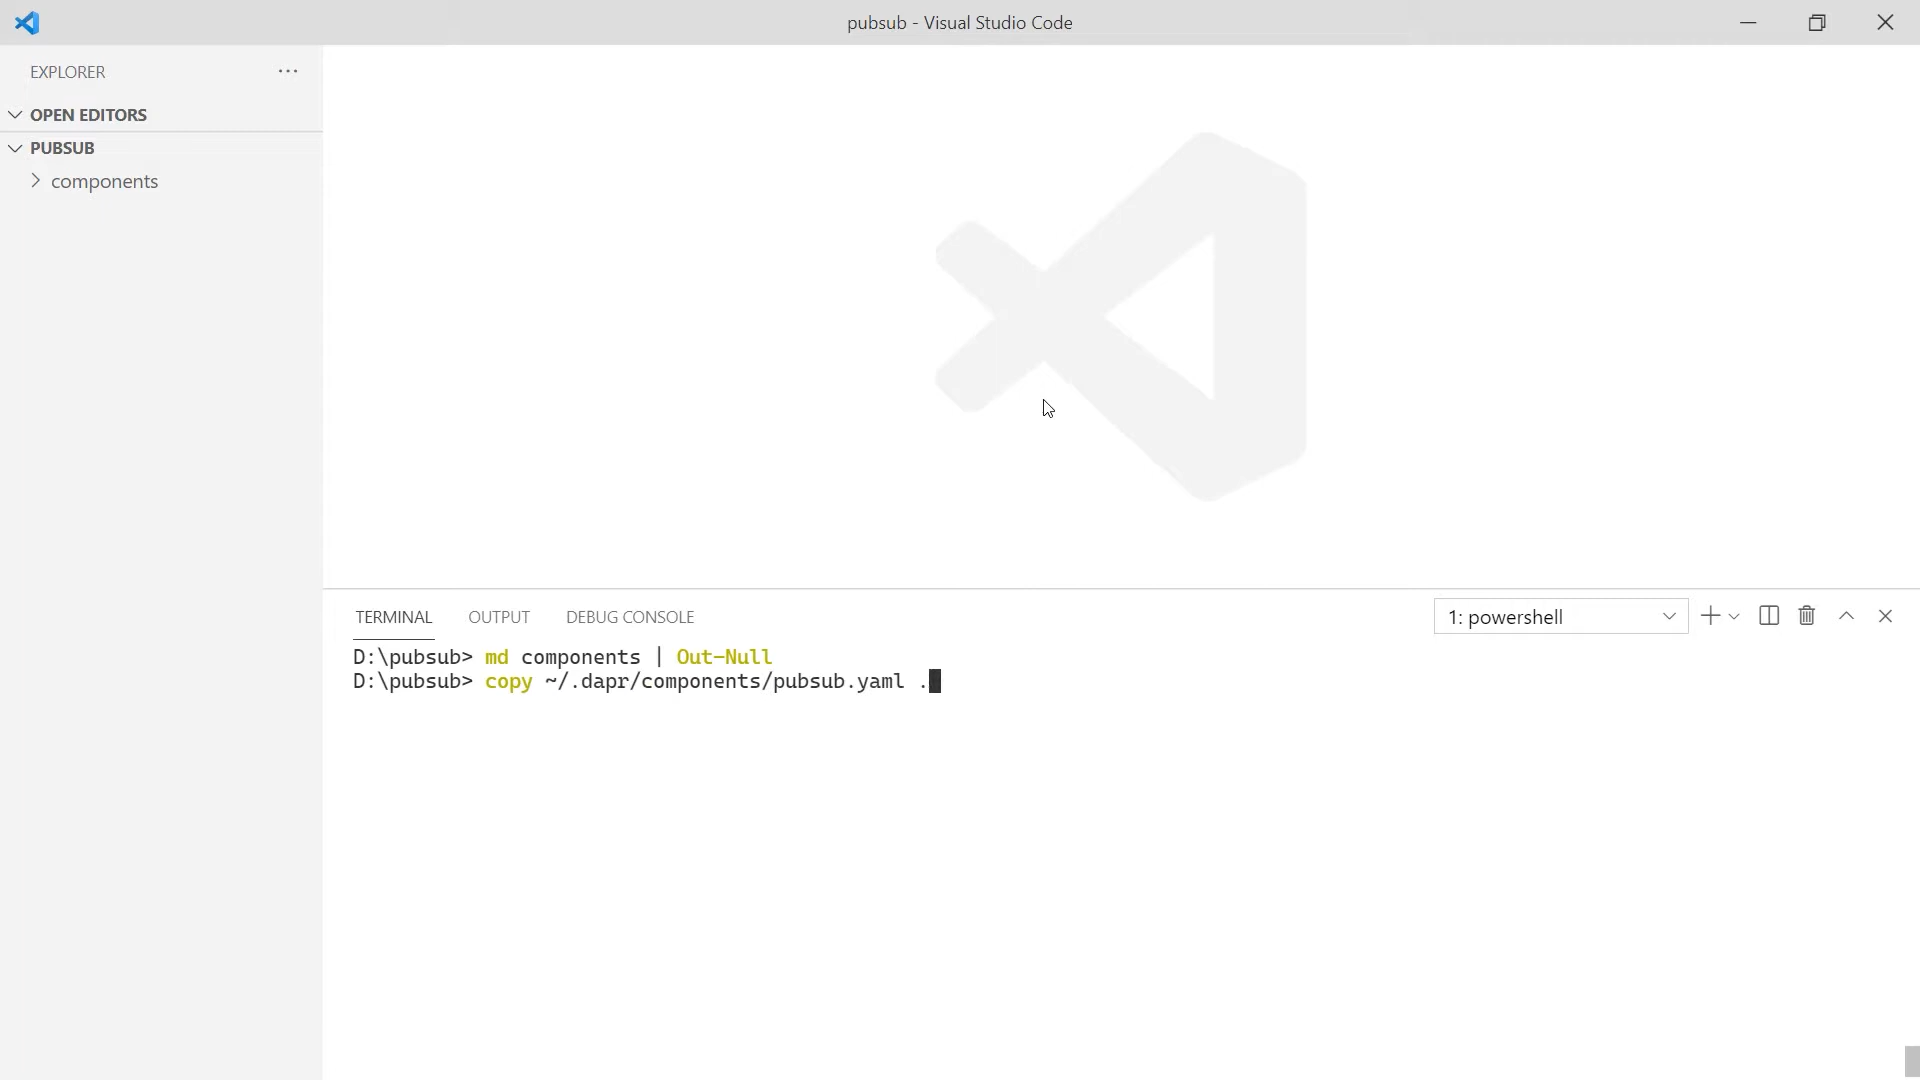 pubsub - Visual Studio Code
EXPLORER
OPEN EDITORS
PUBSUB
components
TERMINAL OUTPUT DEBUG CONSOLE 1: powershell
D:\pubsub> md components | Out-Null
D:\pubsub> copy ~/.dapr/components/pubsub.yaml .